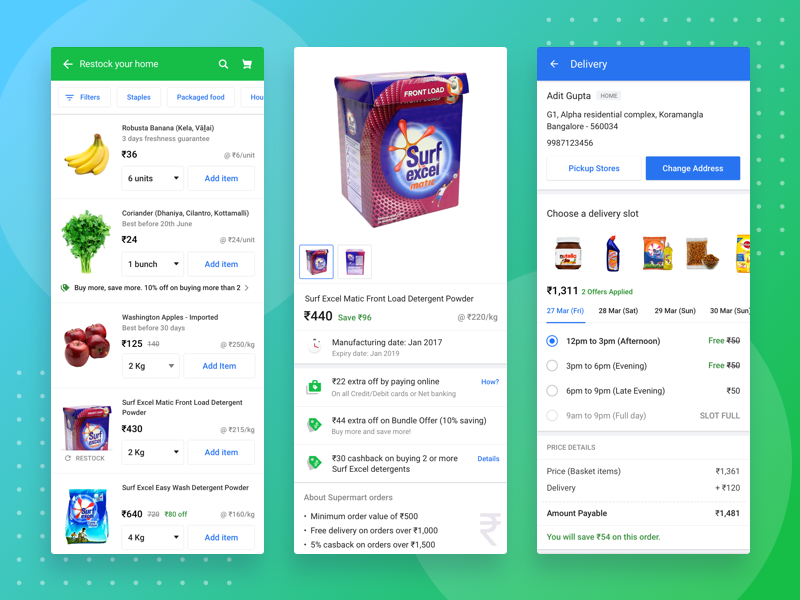 Restock your home
Filters
Staples
Packaged food
Hou
Robusta Banana (Kela, Vāḻai)
3 days freshness guarantee
₹36
@ ₹6/unit
6 units
Add item
Coriander (Dhaniya, Cilantro, Kottamalli)
Best before 20th June
₹24
@ ₹24/unit
1 bunch
Add item
Buy more, save more. 10% off on buying more than 2
Washington Apples - Imported
Best before 30 days
₹125 140
@ ₹250/kg
2 Kg
Add Item
Surf Excel Matic Front Load Detergent
Powder
₹430
@ ₹215/kg
RESTOCK
2 Kg
Add item
Surf Excel Easy Wash Detergent Powder
₹640 720 ₹80 off
@ ₹160/kg
4 Kg
Add item
FRONT LOAD
Surf
excel
matic
Surf Excel Matic Front Load Detergent Powder
₹440 Save ₹96
@ ₹220/kg
Manufacturing date: Jan 2017
Expiry date: Jan 2019
₹22 extra off by paying online
How?
On all Credit/Debit cards or Net banking
₹44 extra off on Bundle Offer (10% saving)
Buy more and save more!
₹30 cashback on buying 2 or more
Details
Surf Excel detergents
About Supermart orders
• Minimum order value of ₹500
• Free delivery on orders over ₹1,000
• 5% casback on orders over ₹1,500
₹
Delivery
Adit Gupta HOME
G1, Alpha residential complex, Koramangla
Bangalore - 560034
9987123456
Pickup Stores
Change Address
Choose a delivery slot
nutella
₹1,311 2 Offers Applied
27 Mar (Fri)
28 Mar (Sat)
29 Mar (Sun)
30 Mar (Sun)
12pm to 3pm (Afternoon)
Free ₹50
3pm to 6pm (Evening)
Free ₹50
6pm to 9pm (Late Evening)
₹50
9am to 9pm (Full day)
SLOT FULL
PRICE DETAILS
Price (Basket items)
₹1,361
Delivery
+ ₹120
Amount Payable
₹1,481
You will save ₹54 on this order.